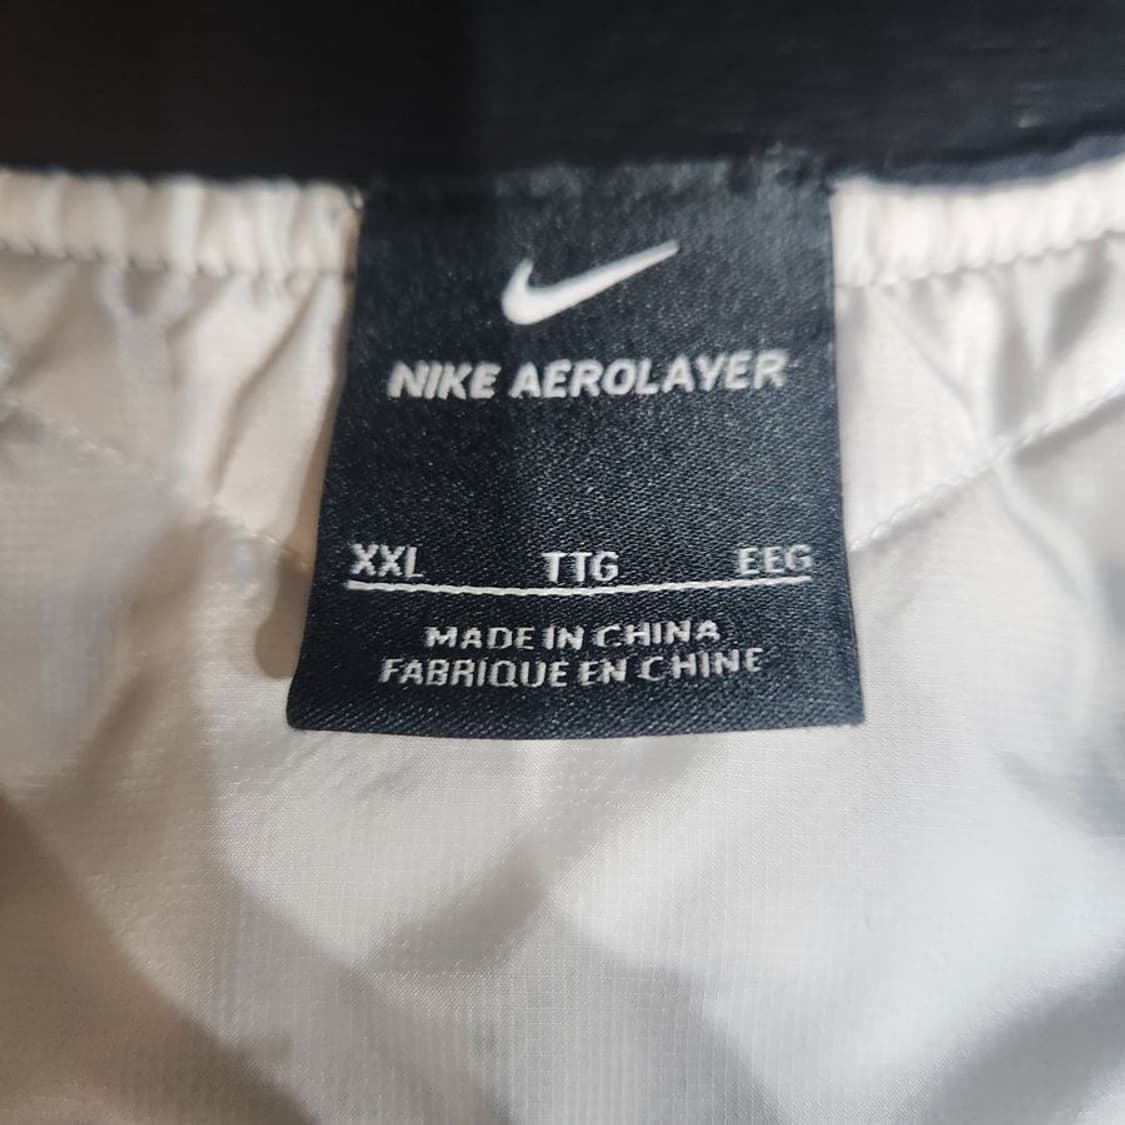 NIKE AEROLAYER
XXL TTG EEG
MADE IN CHINA
FABRIQUE EN CHINE